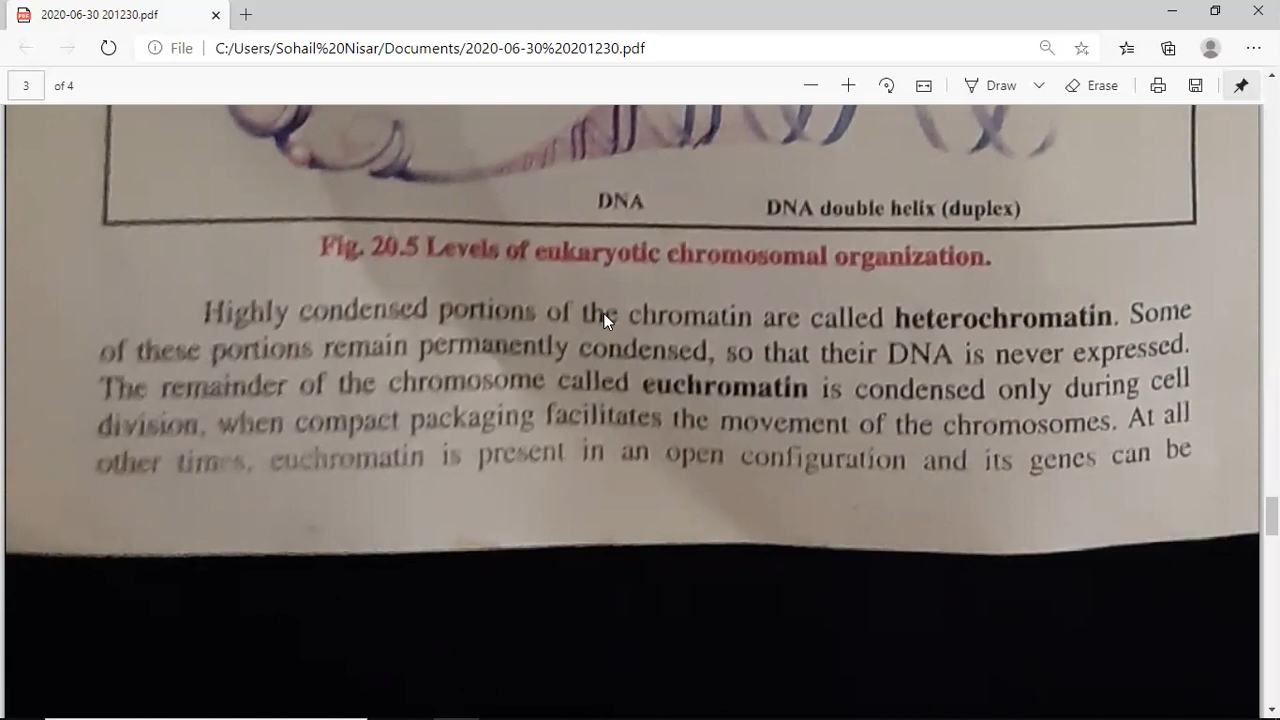 2020-06-30 201230.pdf
File
C:/Users/Sohail%20Nisar/Documents/2020-06-30%20201230.pdf
3 of 4
Draw
Erase
DNA
DNA double helix (duplex)
Fig. 20.5 Levels of eukaryotic chromosomal organization.
Highly condensed portions of the chromatin are called heterochromatin. Some
of these portions remain permanently condensed, so that their DNA is never expressed.
The remainder of the chromosome called euchromatin is condensed only during cell
division, when compact packaging facilitates the movement of the chromosomes. At all
other times, euchromatin is present in an open configuration and its genes can be